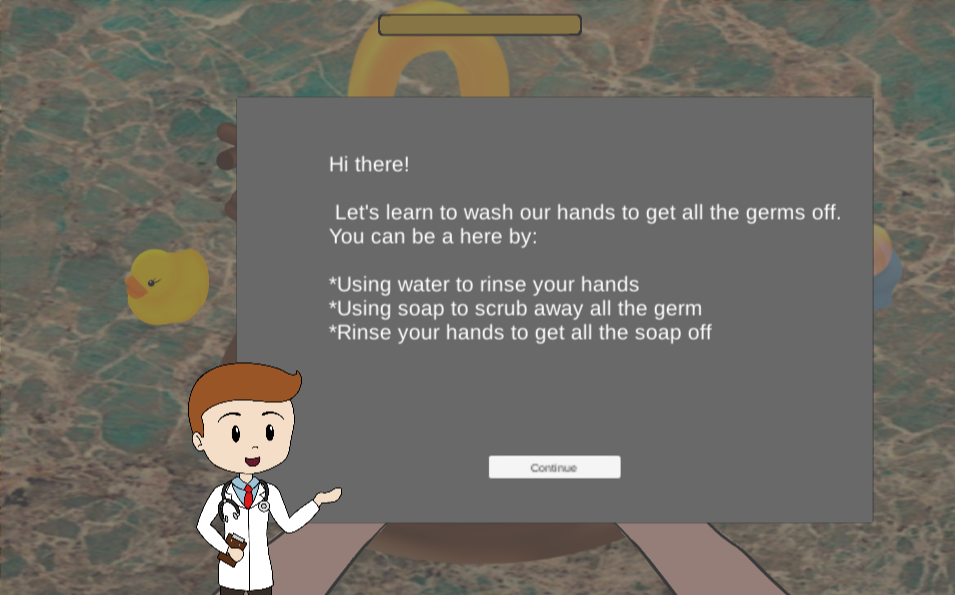 Hi there!
Let's learn to wash our hands to get all the germs off.
You can be a here by:
*Using water to rinse your hands
*Using soap to scrub away all the germ
*Rinse your hands to get all the soap off
Continue